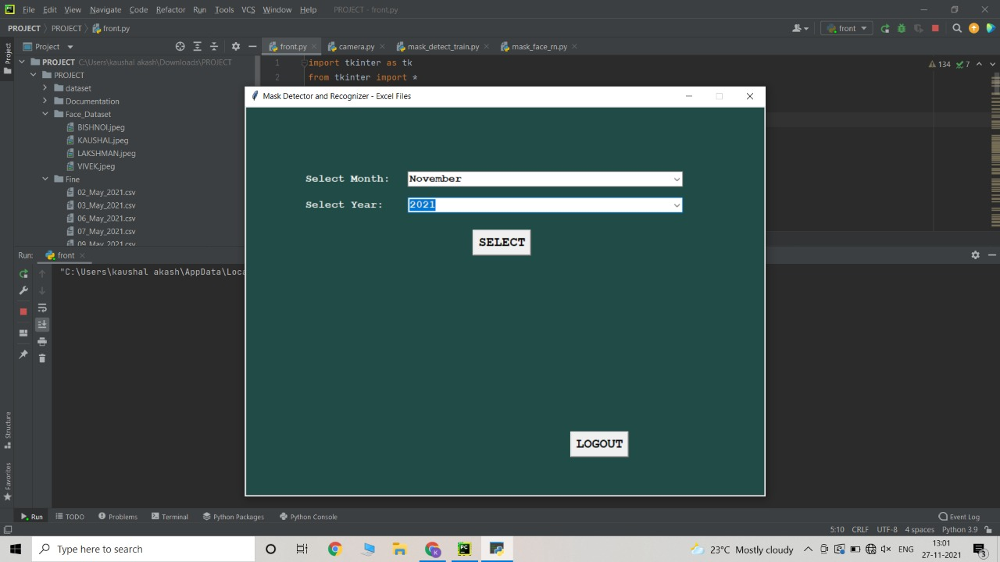 File Edit View Navigate Code Refactor Run Tools VCS Window Help PROJECT - front.py
PROJECT PROJECT front.py front
Project front.py camera.py mask_detect_train.py mask_face_rn.py
Project
PROJECT C:\Users\kaushal akash\Downloads\PROJECT
1 import tkinter as tk
134 7
PROJECT
2 from tkinter import *
dataset
Documentation
Face_Dataset
BISHNOI.jpeg
KAUSHAL.jpeg
LAKSHMAN.jpeg
VIVEK.jpeg
Fine
02_May_2021.csv
03_May_2021.csv
06_May_2021.csv
07_May_2021.csv
09_May_2021.csv
Mask Detector and Recognizer - Excel Files
Select Month: November
Select Year: 2021
SELECT
LOGOUT
Run: front
"C:\Users\kaushal akash\AppData\Loca
Structure
Favorites
Run TODO Problems Terminal Python Packages Python Console Event Log
5:10 CRLF UTF-8 4 spaces Python 3.9
PC
Type here to search K PC 23°C Mostly cloudy ENG 13:01
27-11-2021 3